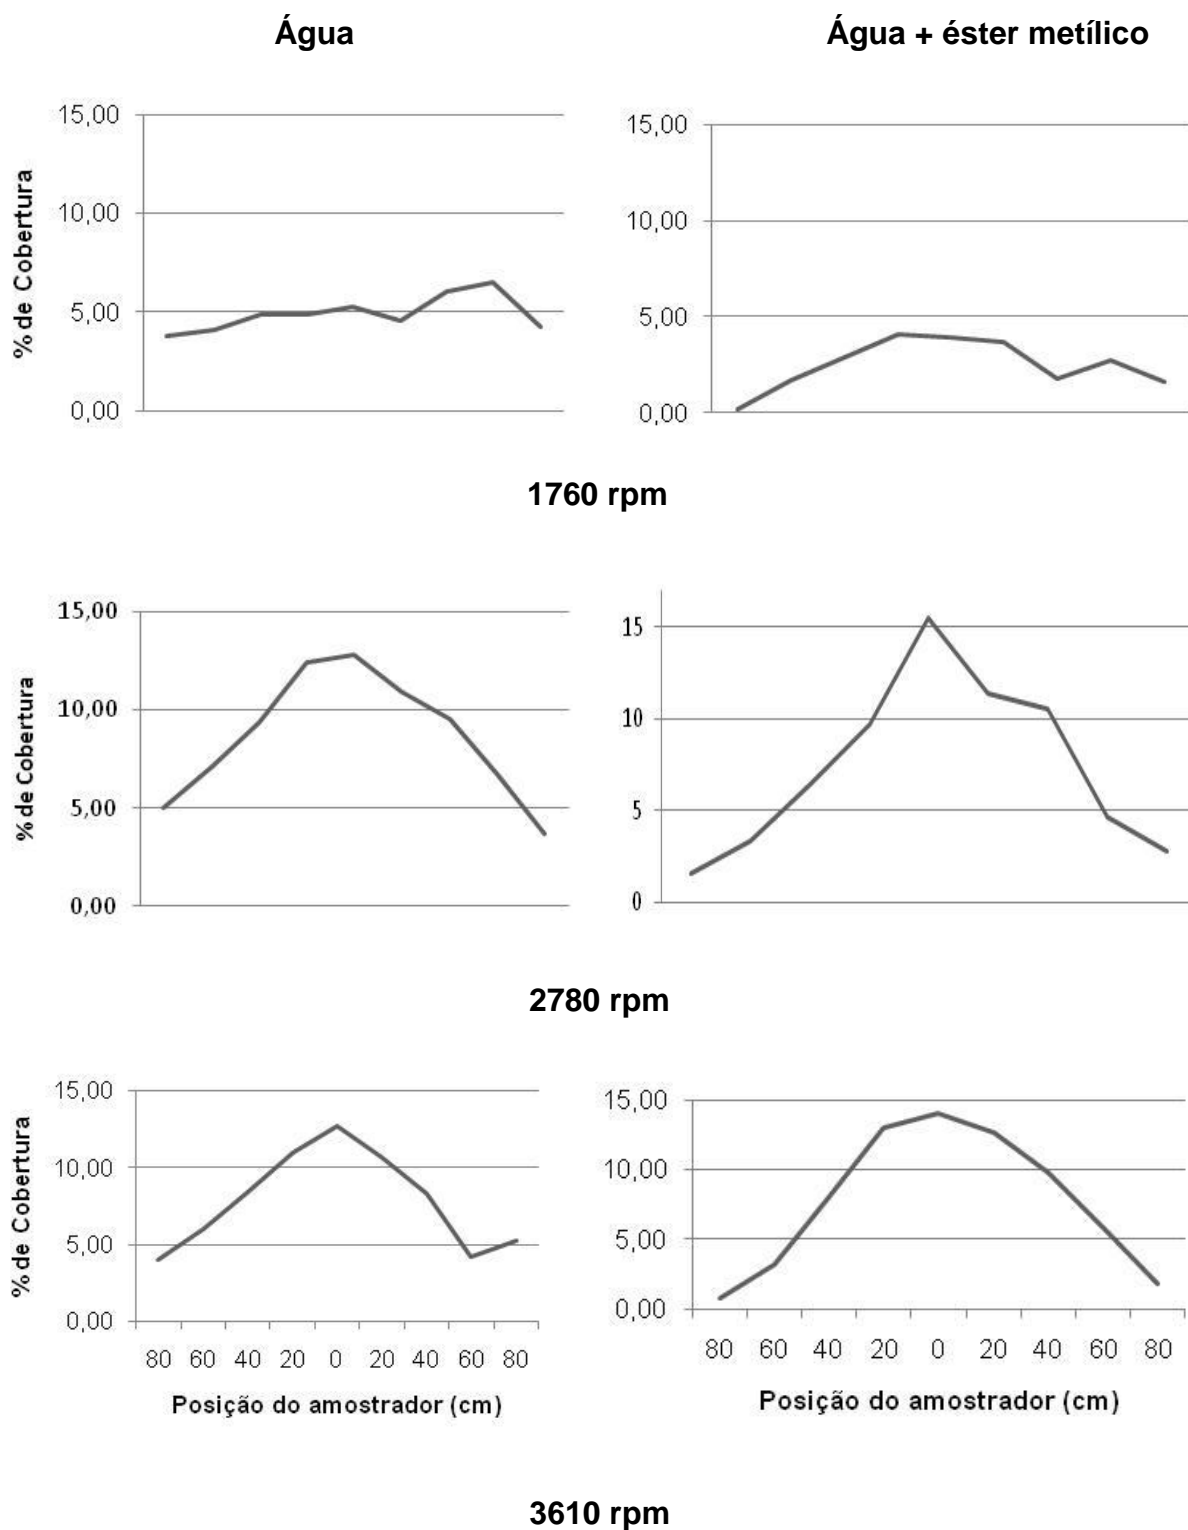 Água
Água + éster metílico
% de Cobertura
15,00
10,00
5,00
0,00
15,00
10,00
5,00
0,00
1760 rpm
% de Cobertura
15,00
10,00
5,00
0,00
15
10
5
0
2780 rpm
% de Cobertura
15,00
10,00
5,00
0,00
80 60 40 20 0 20 40 60 80
Posição do amostrador (cm)
15,00
10,00
5,00
0,00
80 60 40 20 0 20 40 60 80
Posição do amostrador (cm)
3610 rpm